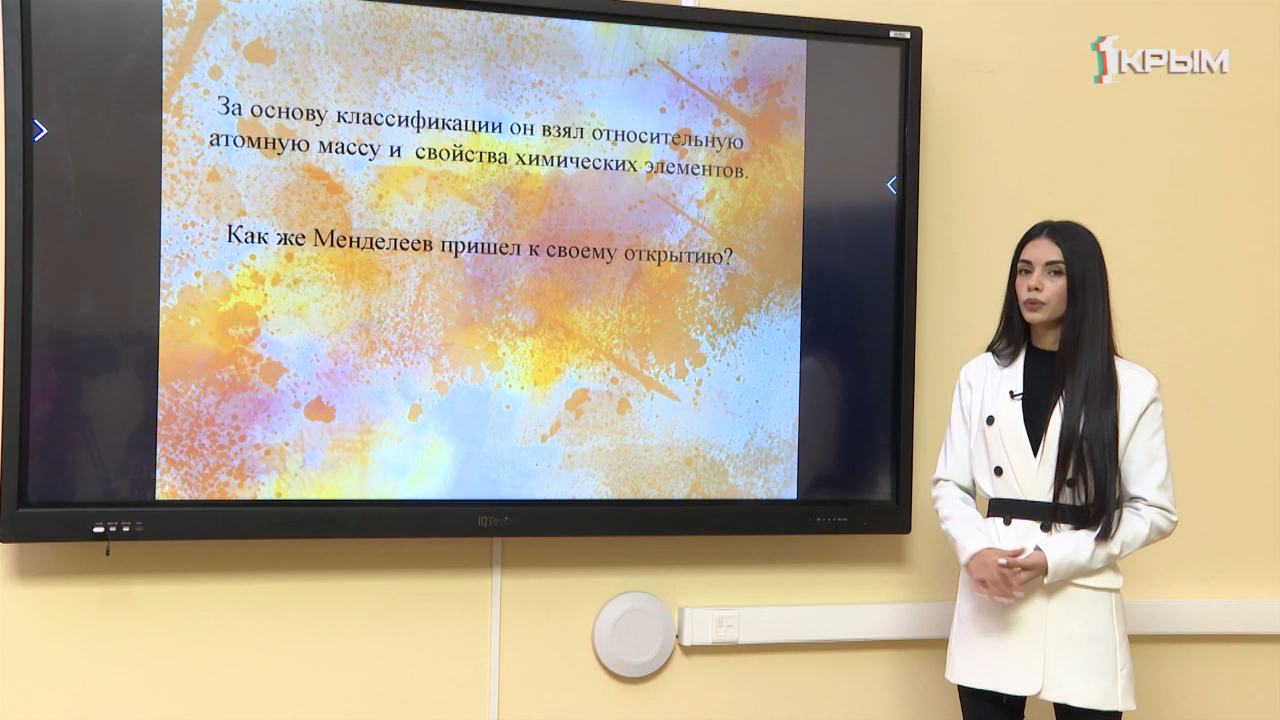 1КРЫМ
За основу классификации он взял относительную
атомную массу и свойства химических элементов.
Как же Менделеев пришел к своему открытию?